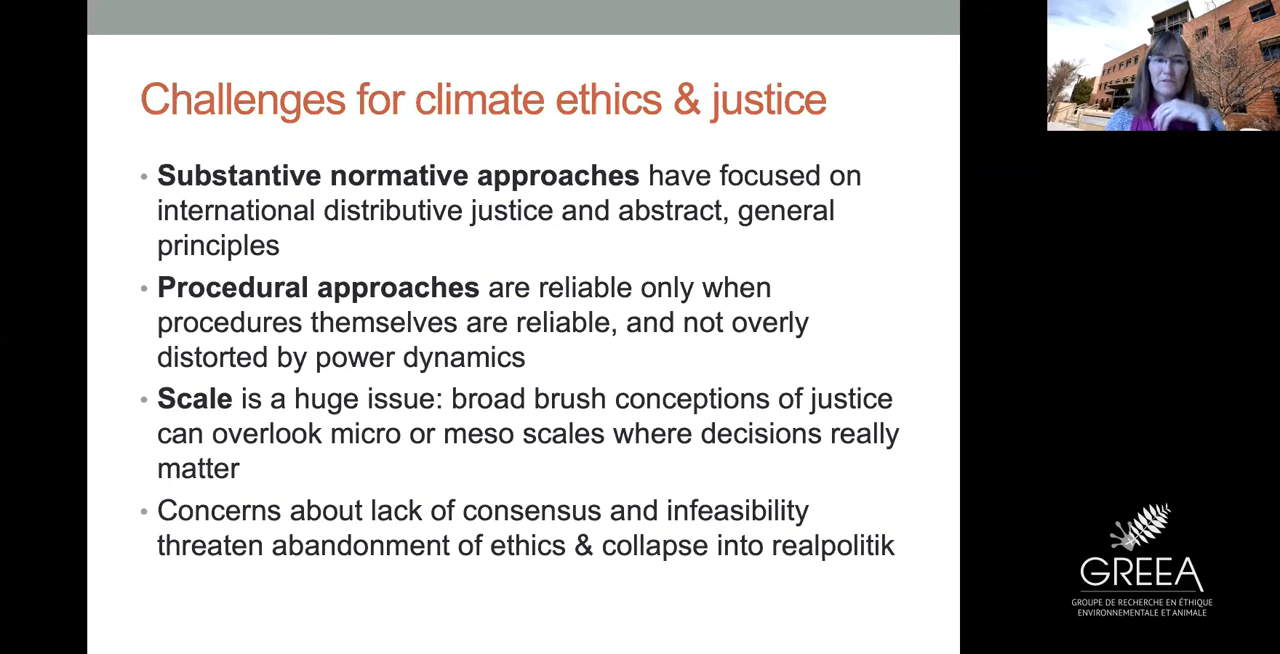 Challenges for climate ethics & justice
• Substantive normative approaches have focused on
international distributive justice and abstract, general
principles
• Procedural approaches are reliable only when
procedures themselves are reliable, and not overly
distorted by power dynamics
• Scale is a huge issue: broad brush conceptions of justice
can overlook micro or meso scales where decisions really
matter
• Concerns about lack of consensus and infeasibility
threaten abandonment of ethics & collapse into realpolitik
GREEA
GROUPE DE RECHERCHE EN ÉTHIQUE
ENVIRONNEMENTALE ET ANIMALE